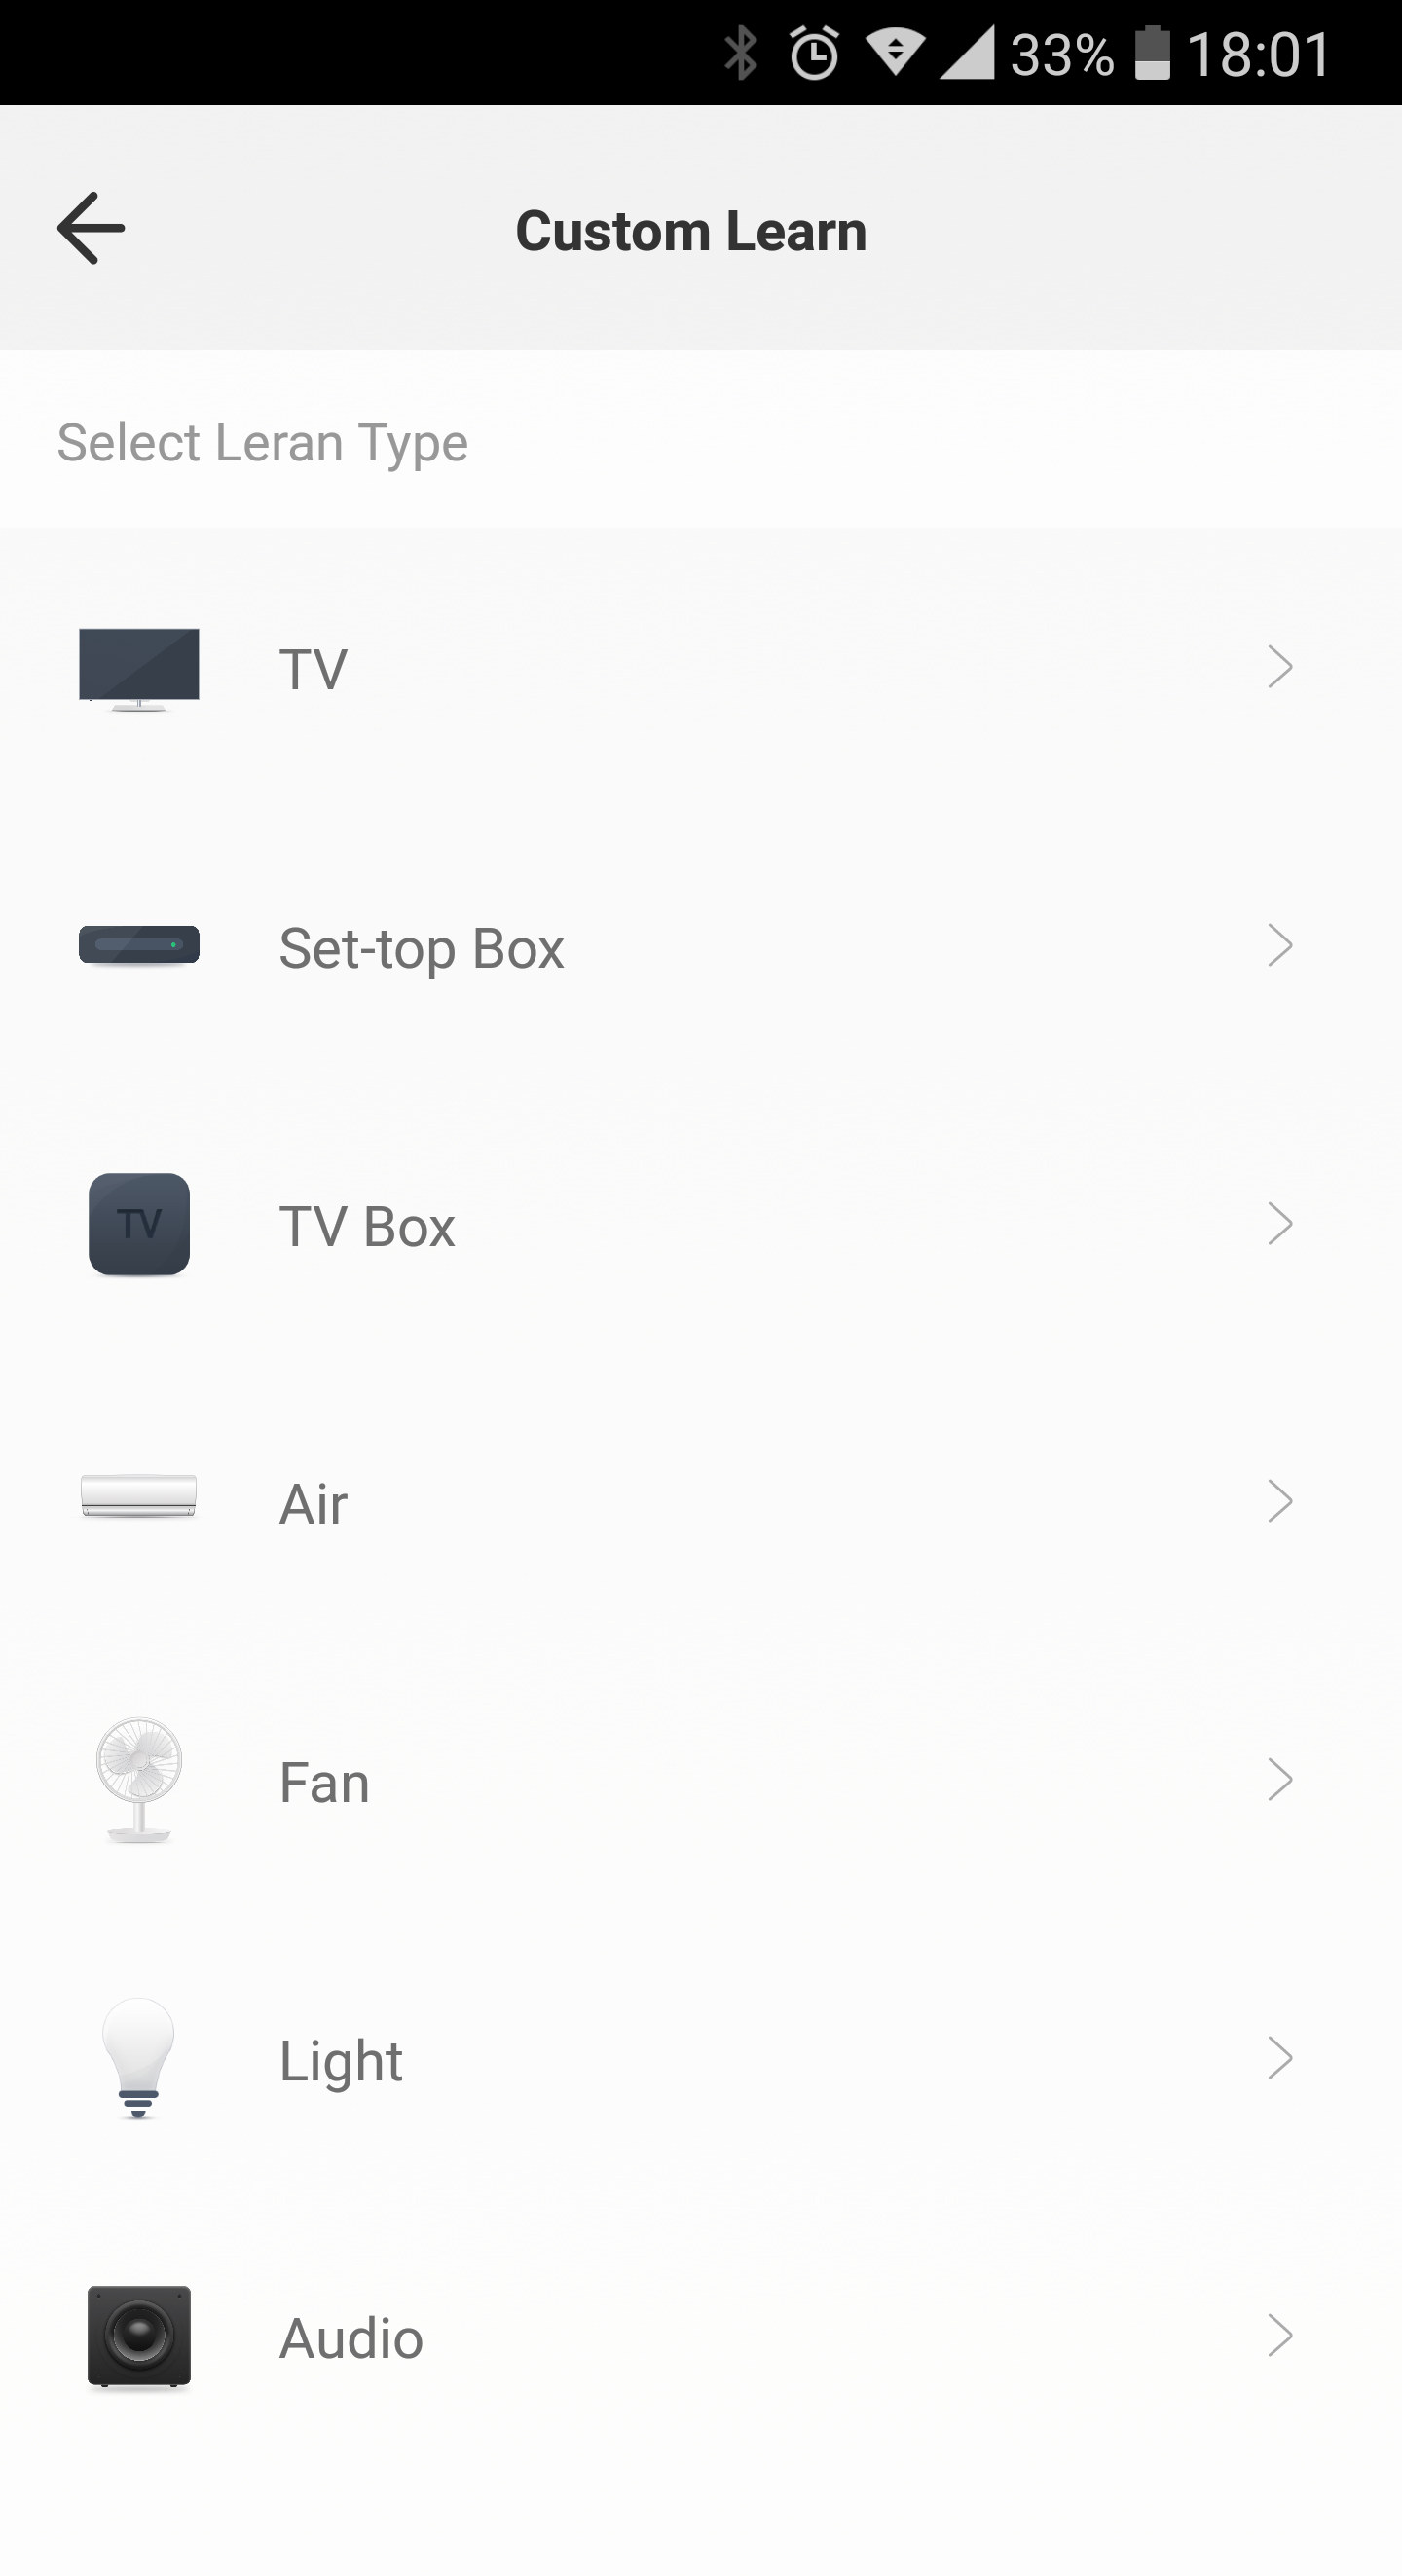 33% 18:01
Custom Learn
Select Leran Type
TV
Set-top Box
TV
TV Box
Air
Fan
Light
Audio